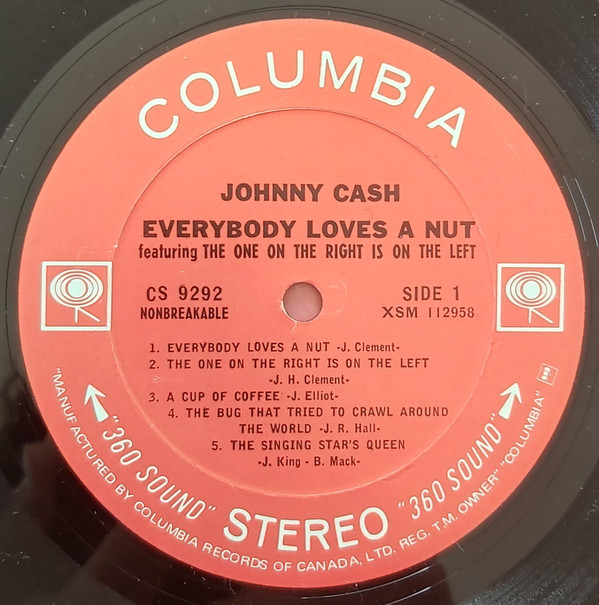 COLUMBIA
JOHNNY CASH
EVERYBODY LOVES A NUT
featuring THE ONE ON THE RIGHT IS ON THE LEFT
CS 9292
NONBREAKABLE
SIDE 1
XSM 112958
1. EVERYBODY LOVES A NUT -J. Clement-
2. THE ONE ON THE RIGHT IS ON THE LEFT
-J. H. Clement-
3. A CUP OF COFFEE -J. Elliot-
4. THE BUG THAT TRIED TO CRAWL AROUND
THE WORLD -J. R. Hall-
5. THE SINGING STAR'S QUEEN
-J. King - B. Mack-
"360 SOUND" STEREO "360 SOUND"
"MANUFACTURED BY COLUMBIA RECORDS OF CANADA, LTD. REG. T.M. OWNER" "COLUMBIA"